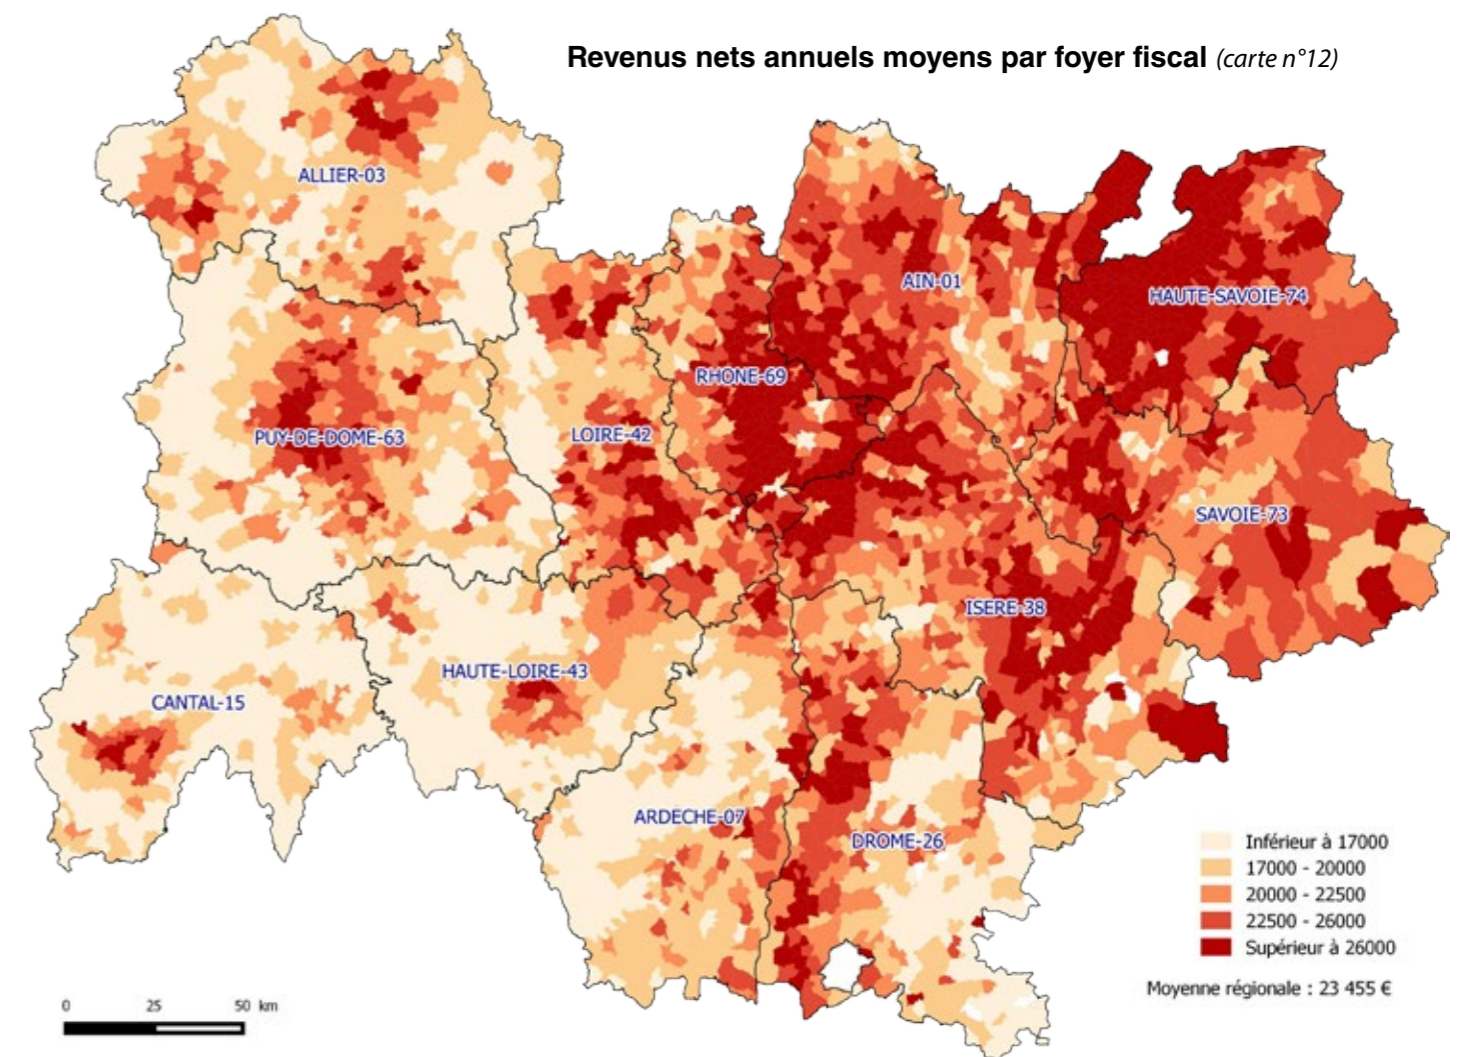 Revenus nets annuels moyens par foyer fiscal (carte n°12)
ALLIER-03
AIN-01
HAUTE-SAVOIE-74
RHONE-69
PUY-DE-DOME-63
LOIRE-42
SAVOIE-73
ISERE-38
HAUTE-LOIRE-43
CANTAL-15
ARDECHE-07
DROME-26
Inférieur à 17000
17000 - 20000
20000 - 22500
22500 - 26000
Supérieur à 26000
Moyenne régionale : 23 455 €
0 25 50 km